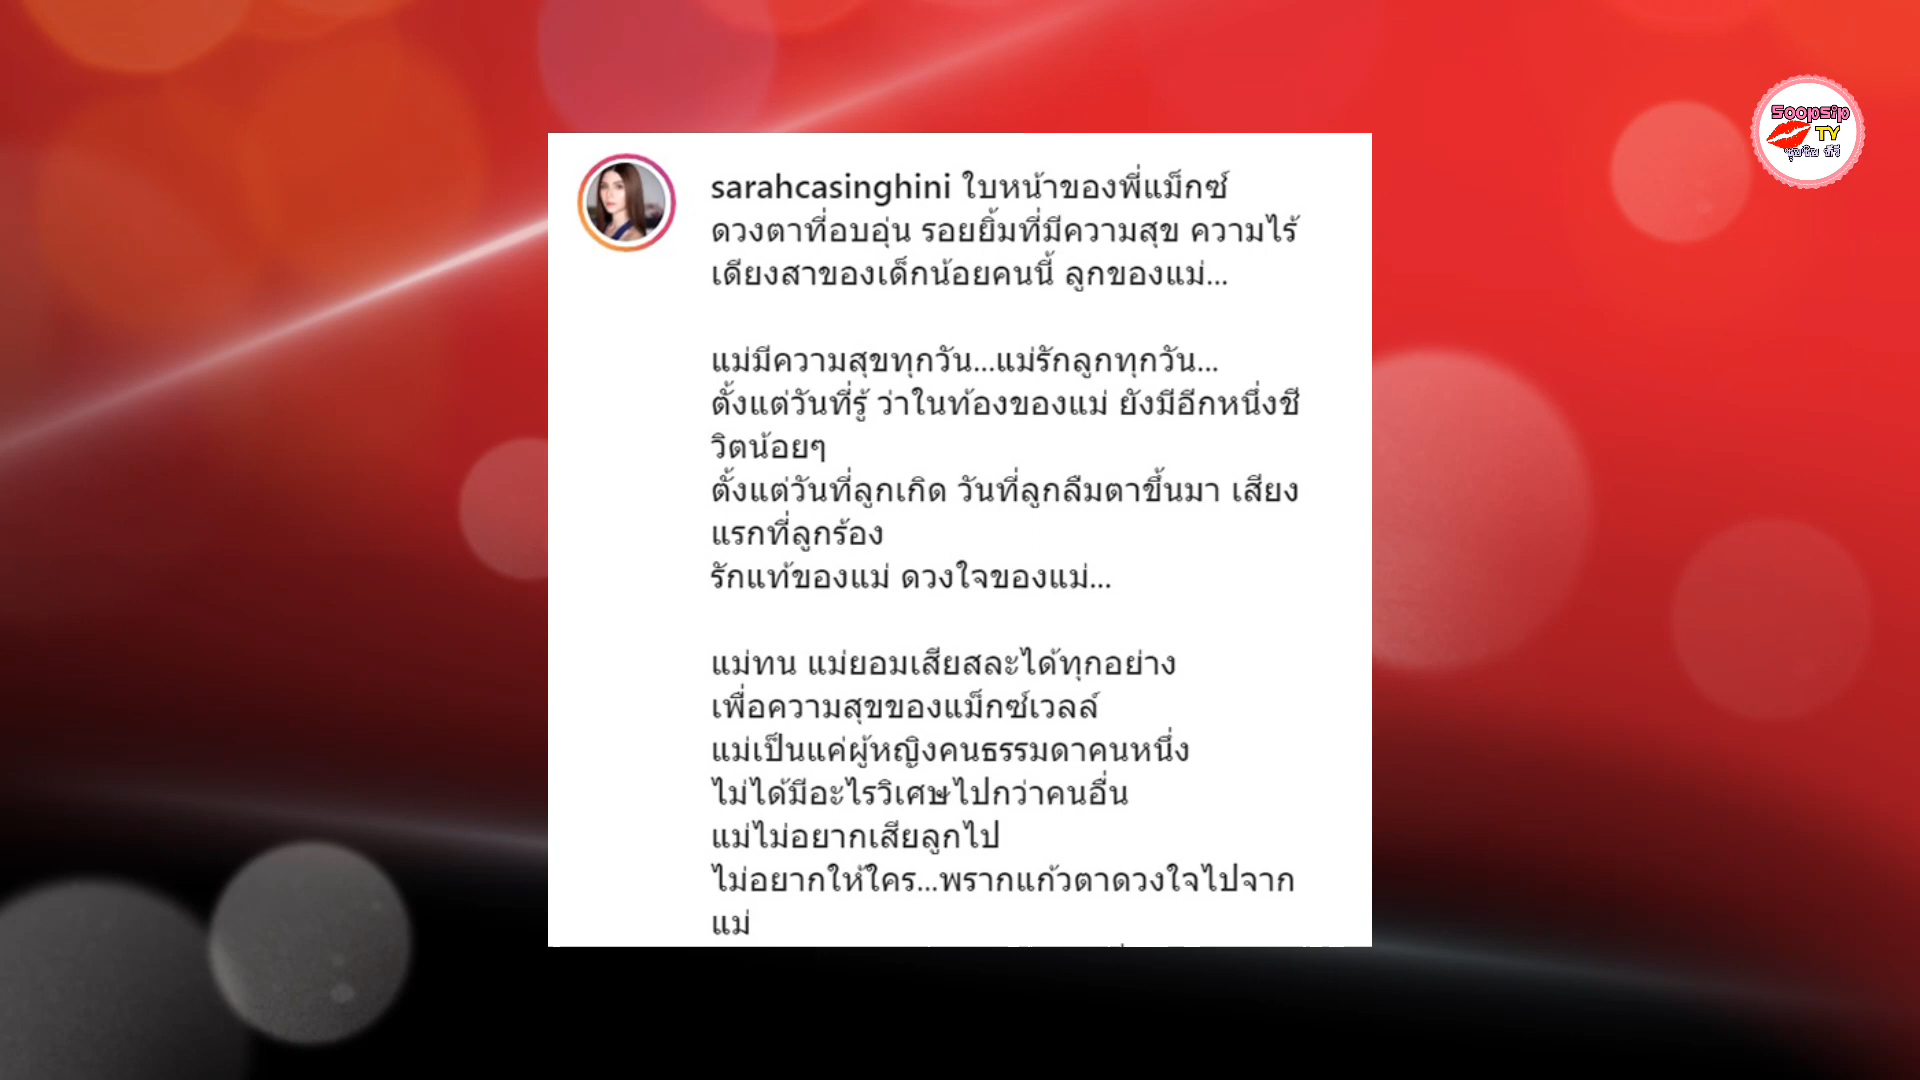 Soopsip
TV
ซุบซิบ ทีวี
sarahcasinghini ใบหน้าของพี่แม็กซ์
ดวงตาที่อบอุ่น รอยยิ้มที่มีความสุข ความไร้
เดียงสาของเด็กน้อยคนนี้ ลูกของแม่...
แม่มีความสุขทุกวัน...แม่รักลูกทุกวัน...
ตั้งแต่วันที่รู้ ว่าในท้องของแม่ ยังมีอีกหนึ่งชี
วิตน้อยๆ
ตั้งแต่วันที่ลูกเกิด วันที่ลูกลืมตาขึ้นมา เสียง
แรกที่ลูกร้อง
รักแท้ของแม่ ดวงใจของแม่...
แม่ทน แม่ยอมเสียสละได้ทุกอย่าง
เพื่อความสุขของแม็กซ์เวลล์
แม่เป็นแค่ผู้หญิงคนธรรมดาคนหนึ่ง
ไม่ได้มีอะไรวิเศษไปกว่าคนอื่น
แม่ไม่อยากเสียลูกไป
ไม่อยากให้ใคร...พรากแก้วตาดวงใจไปจาก
แม่